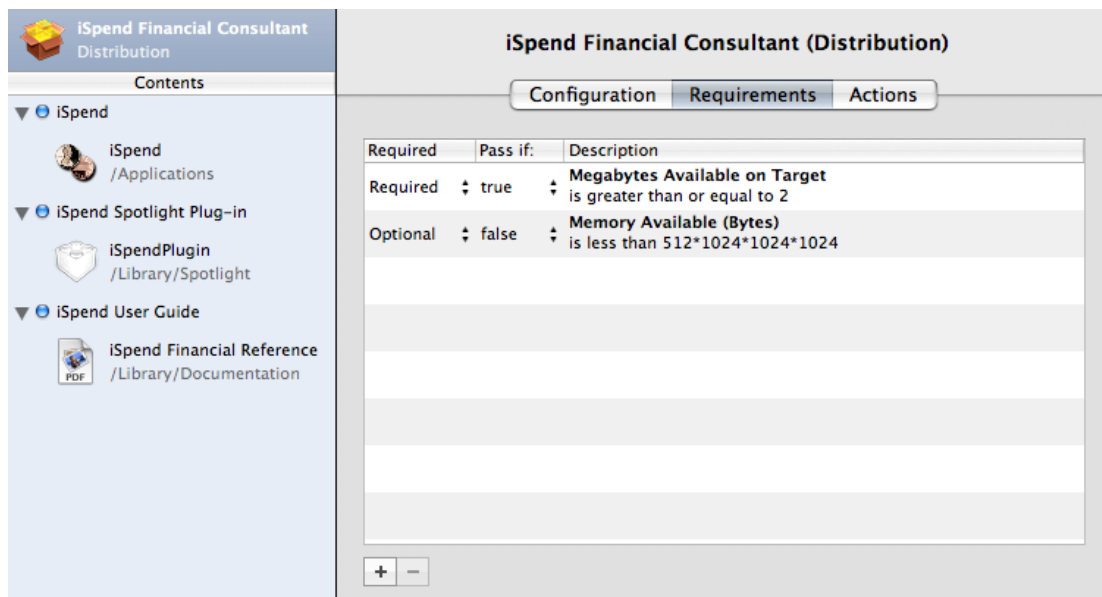 iSpend Financial Consultant
Distribution
Contents
iSpend
iSpend
/Applications
iSpend Spotlight Plug-in
iSpendPlugin
/Library/Spotlight
iSpend User Guide
iSpend Financial Reference
/Library/Documentation
PDF
iSpend Financial Consultant (Distribution)
Configuration Requirements Actions
Required Pass if: Description
Required true Megabytes Available on Target
is greater than or equal to 2
Optional false Memory Available (Bytes)
is less than 512*1024*1024*1024
+ −